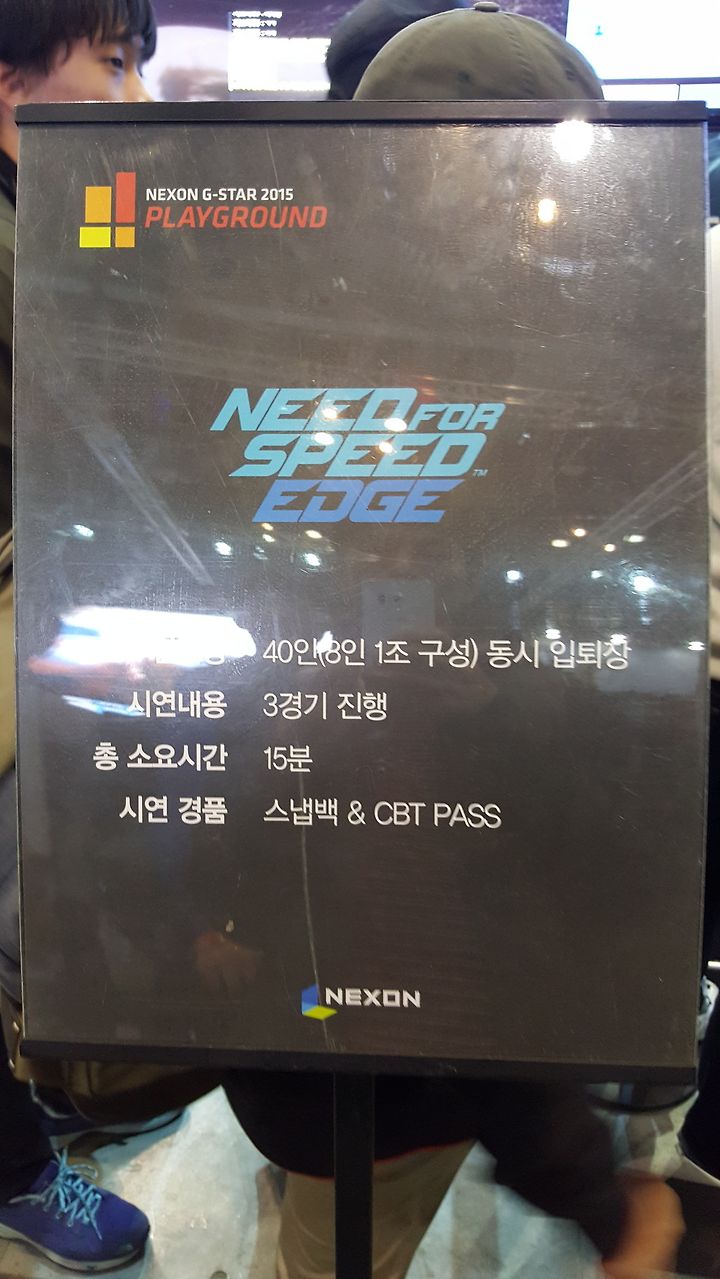 NEXON G-STAR 2015
PLAYGROUND
NEED FOR
SPEED™
EDGE
40인(8인 1조 구성) 동시 입퇴장
시연내용 3경기 진행
총 소요시간 15분
시연 경품 스냅백 & CBT PASS
NEXON